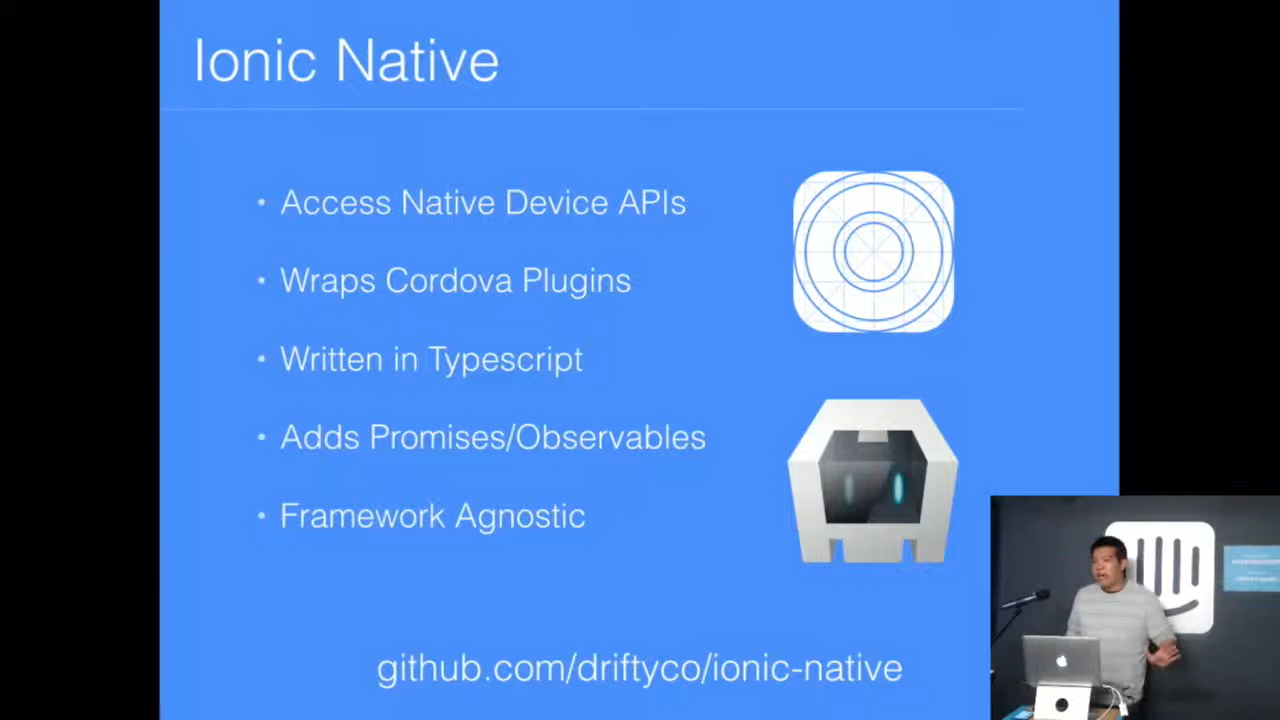 Ionic Native
• Access Native Device APIs
• Wraps Cordova Plugins
• Written in Typescript
• Adds Promises/Observables
• Framework Agnostic
github.com/driftyco/ionic-native